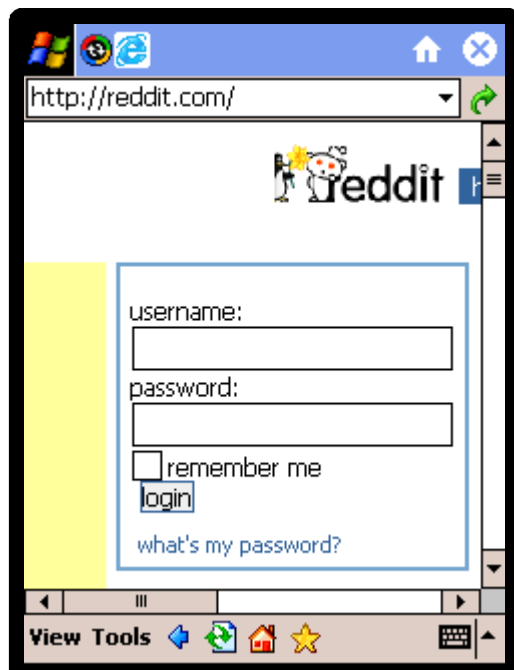 http://reddit.com/
reddit
username:
password:
remember me
login
what's my password?
View Tools